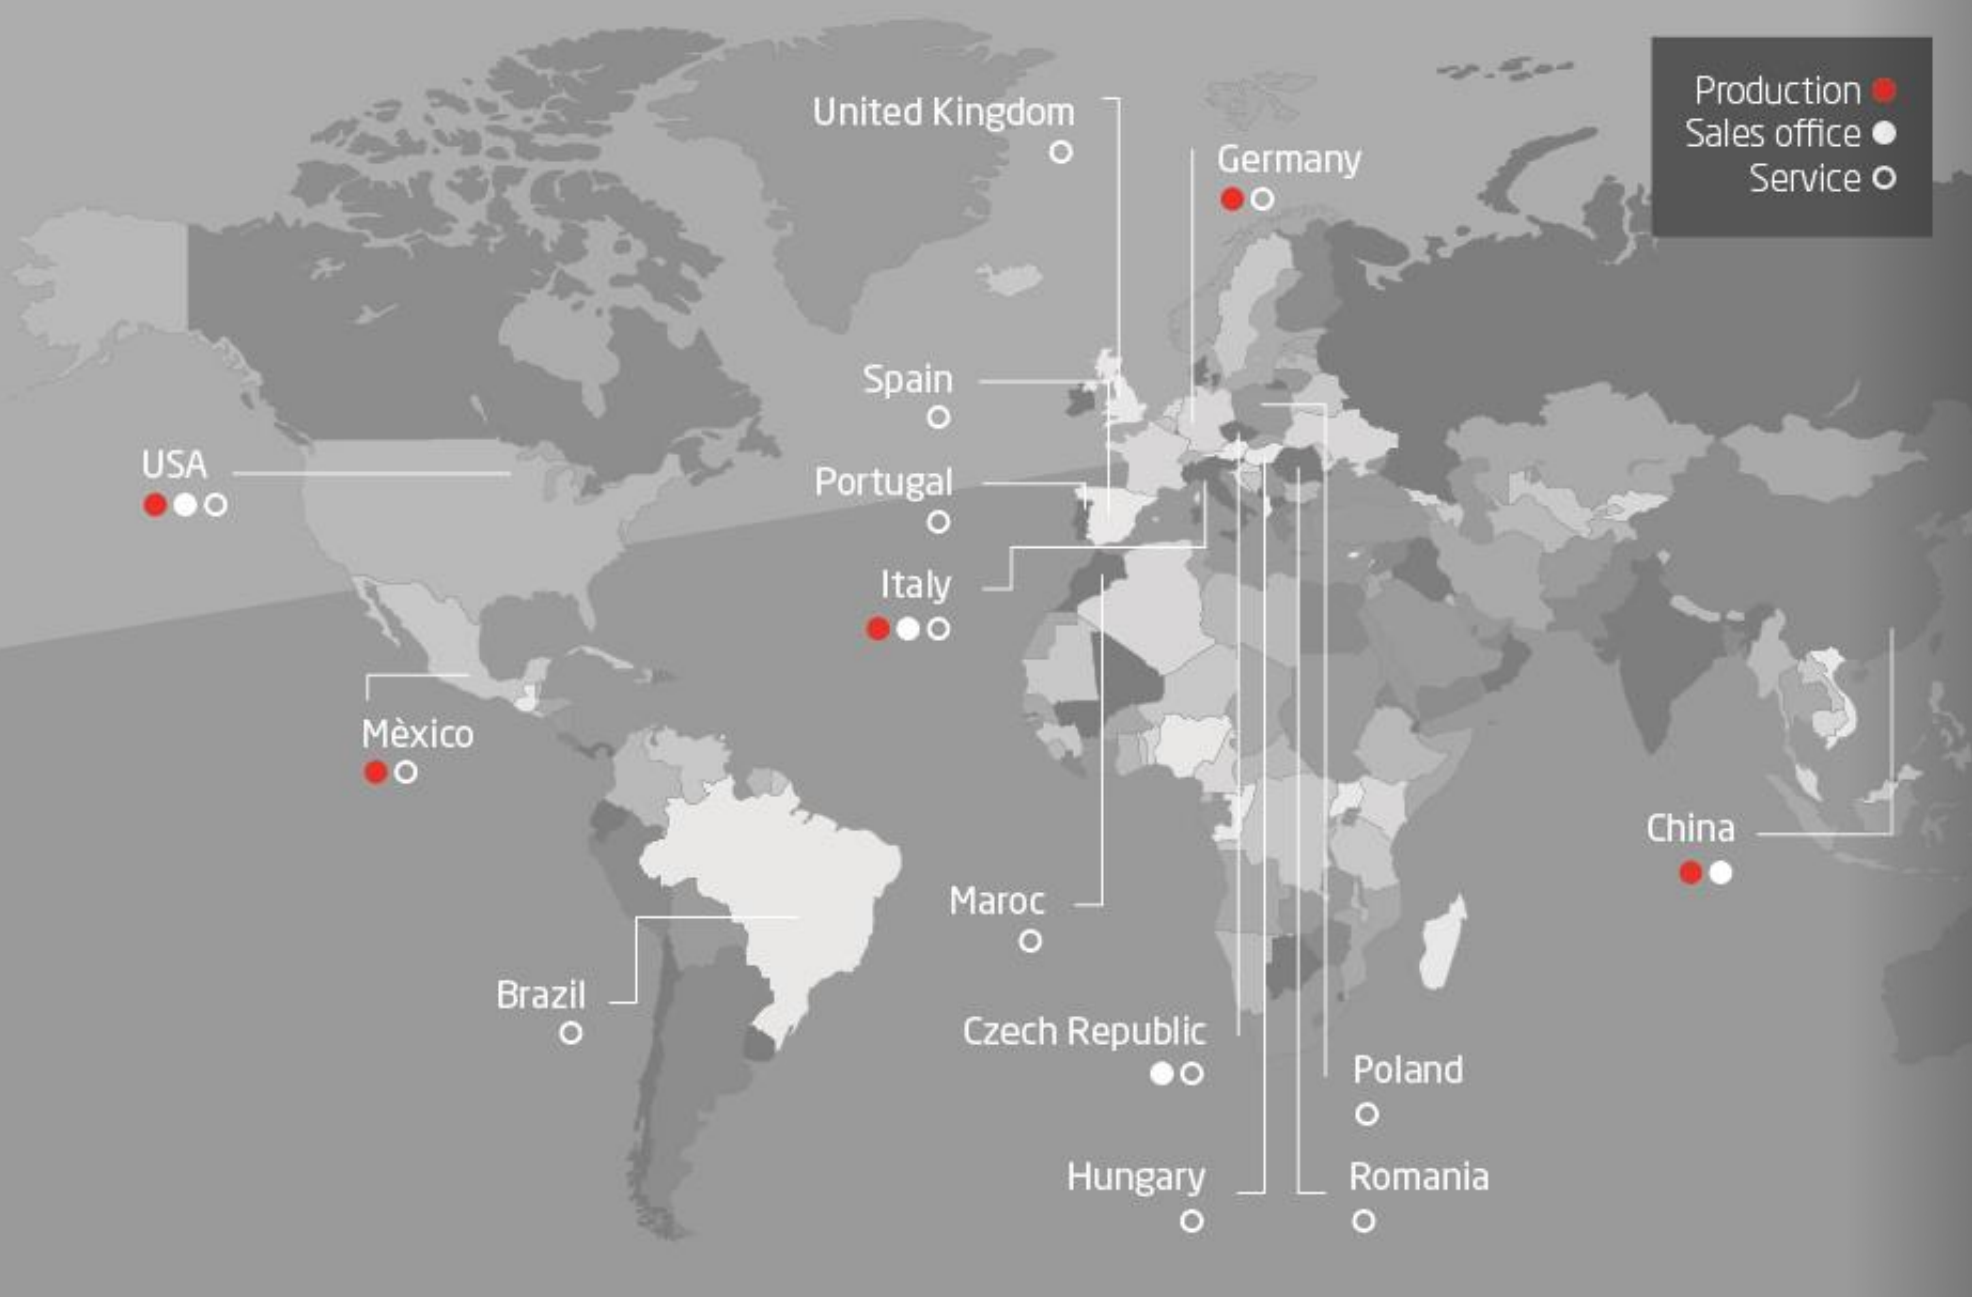 United Kingdom
Germany
Production
Sales office
Service
Spain
USA
Portugal
Italy
Mèxico
China
Maroc
Brazil
Czech Republic
Poland
Hungary
Romania